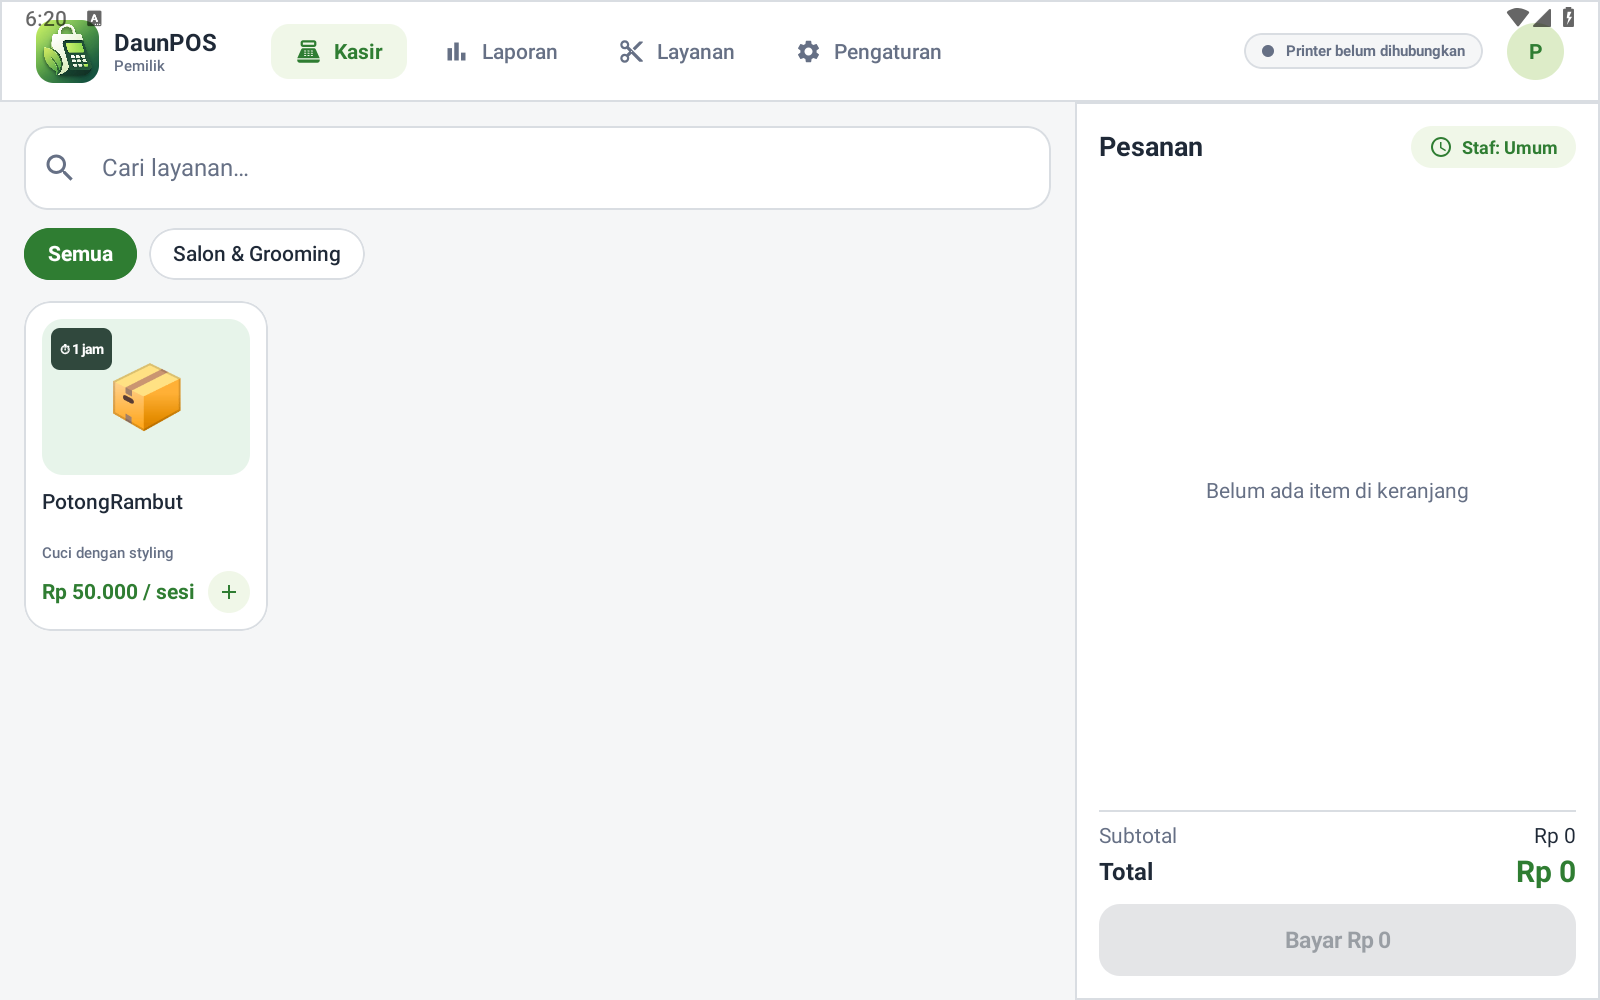 6:20 A
DaunPOS
Pemilik
Kasir
Laporan
Layanan
Pengaturan
Printer belum dihubungkan
P
Cari layanan...
Semua
Salon & Grooming
⏱ 1 jam
PotongRambut
Cuci dengan styling
Rp 50.000 / sesi
+
Pesanan
Staf: Umum
Belum ada item di keranjang
Subtotal
Rp 0
Total
Rp 0
Bayar Rp 0